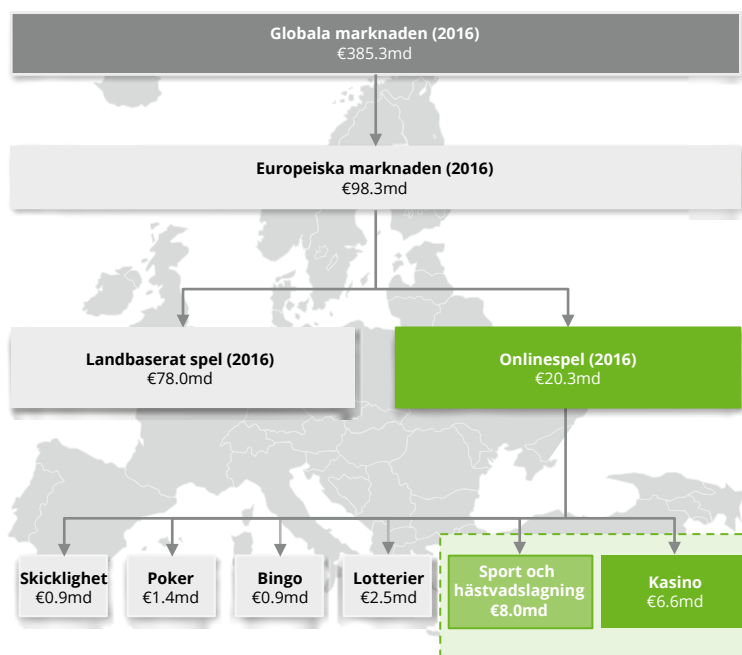 Globala marknaden (2016)
€385.3md
Europeiska marknaden (2016)
€98.3md
Landbaserat spel (2016)
€78.0md
Onlinespel (2016)
€20.3md
Skicklighet
€0.9md
Poker
€1.4md
Bingo
€0.9md
Lotterier
€2.5md
Sport och
hästvadslagning
€8.0md
Kasino
€6.6md